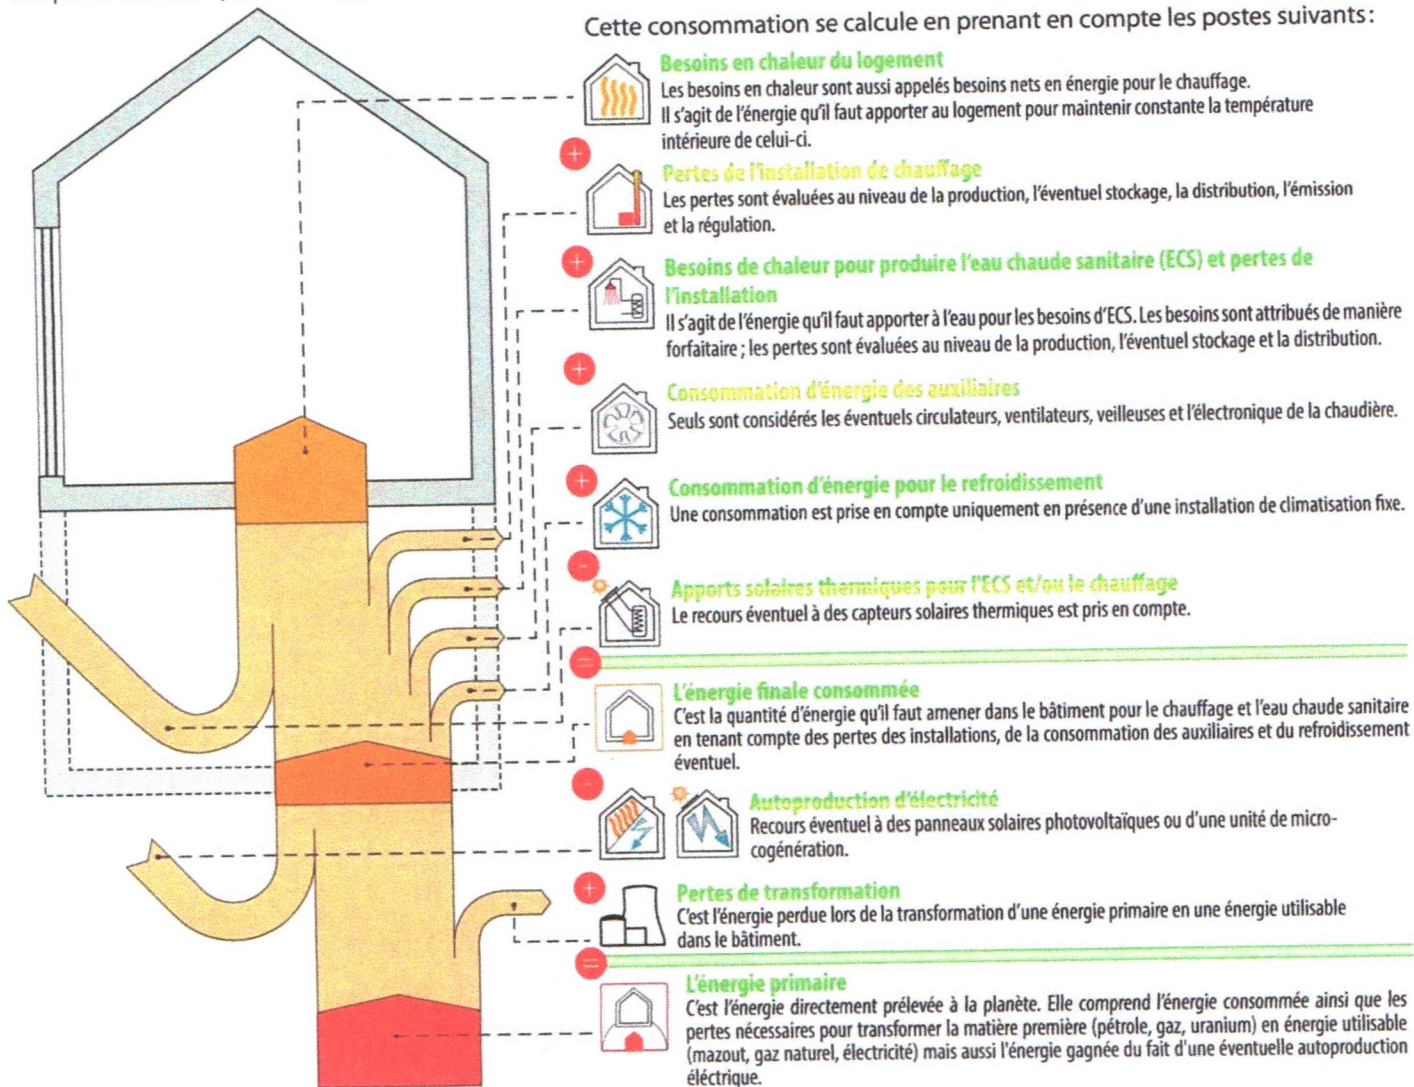 Cette consommation se calcule en prenant en compte les postes suivants:
Besoins en chaleur du logement
Les besoins en chaleur sont aussi appelés besoins nets en énergie pour le chauffage.
Il s'agit de l'énergie qu'il faut apporter au logement pour maintenir constante la température
intérieure de celui-ci.
+
Pertes de l'installation de chauffage
Les pertes sont évaluées au niveau de la production, l'éventuel stockage, la distribution, l'émission
et la régulation.
+
Besoins de chaleur pour produire l'eau chaude sanitaire (ECS) et pertes de
l'installation
Il s'agit de l'énergie qu'il faut apporter à l'eau pour les besoins d'ECS. Les besoins sont attribués de manière
forfaitaire ; les pertes sont évaluées au niveau de la production, l'éventuel stockage et la distribution.
+
Consommation d'énergie des auxiliaires
Seuls sont considérés les éventuels circulateurs, ventilateurs, veilleuses et l'électronique de la chaudière.
+
Consommation d'énergie pour le refroidissement
Une consommation est prise en compte uniquement en présence d'une installation de climatisation fixe.
-
Apports solaires thermiques pour l'ECS et/ou le chauffage
Le recours éventuel à des capteurs solaires thermiques est pris en compte.
=
L'énergie finale consommée
C'est la quantité d'énergie qu'il faut amener dans le bâtiment pour le chauffage et l'eau chaude sanitaire
en tenant compte des pertes des installations, de la consommation des auxiliaires et du refroidissement
éventuel.
-
Autoproduction d'électricité
Recours éventuel à des panneaux solaires photovoltaïques ou d'une unité de micro-
cogénération.
+
Pertes de transformation
C'est l'énergie perdue lors de la transformation d'une énergie primaire en une énergie utilisable
dans le bâtiment.
=
L'énergie primaire
C'est l'énergie directement prélevée à la planète. Elle comprend l'énergie consommée ainsi que les
pertes nécessaires pour transformer la matière première (pétrole, gaz, uranium) en énergie utilisable
(mazout, gaz naturel, électricité) mais aussi l'énergie gagnée du fait d'une éventuelle autoproduction
éléctrique.